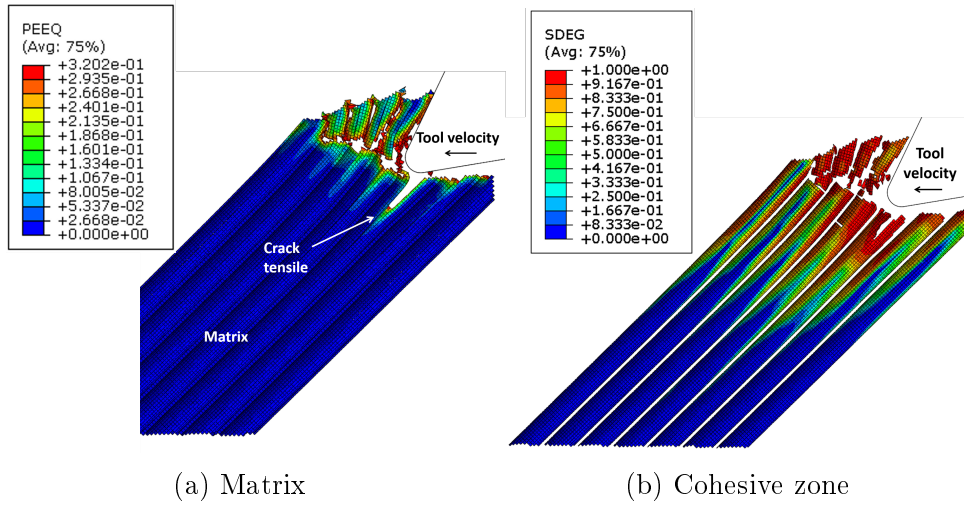 PEEQ
(Avg: 75%)
+3.202e-01
+2.935e-01
+2.668e-01
+2.401e-01
+2.135e-01
+1.868e-01
+1.601e-01
+1.334e-01
+1.067e-01
+8.005e-02
+5.337e-02
+2.668e-02
+0.000e+00
Tool velocity
Crack
tensile
Matrix
(a) Matrix
SDEG
(Avg: 75%)
+1.000e+00
+9.167e-01
+8.333e-01
+7.500e-01
+6.667e-01
+5.833e-01
+5.000e-01
+4.167e-01
+3.333e-01
+2.500e-01
+1.667e-01
+8.333e-02
+0.000e+00
Tool
velocity
(b) Cohesive zone